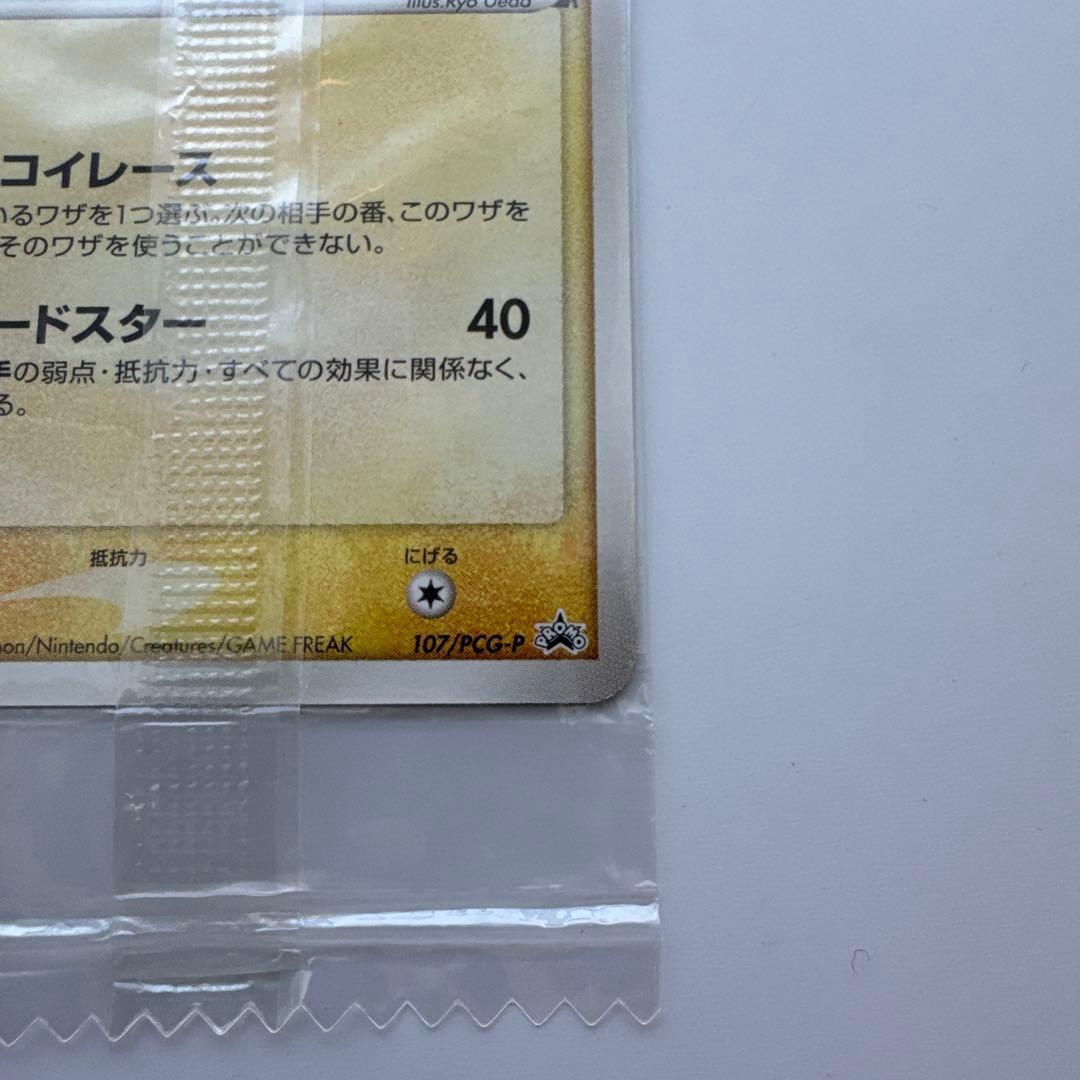 Illus.Ryo Ueda
コイレース
いるワザを1つ選ぶ。次の相手の番、このワザを
そのワザを使うことができない。
ードスター 40
手の弱点・抵抗力・すべての効果に関係なく、
る。
抵抗力 にげる
mon/Nintendo/Creatures/GAME FREAK 107/PCG-P PROMO